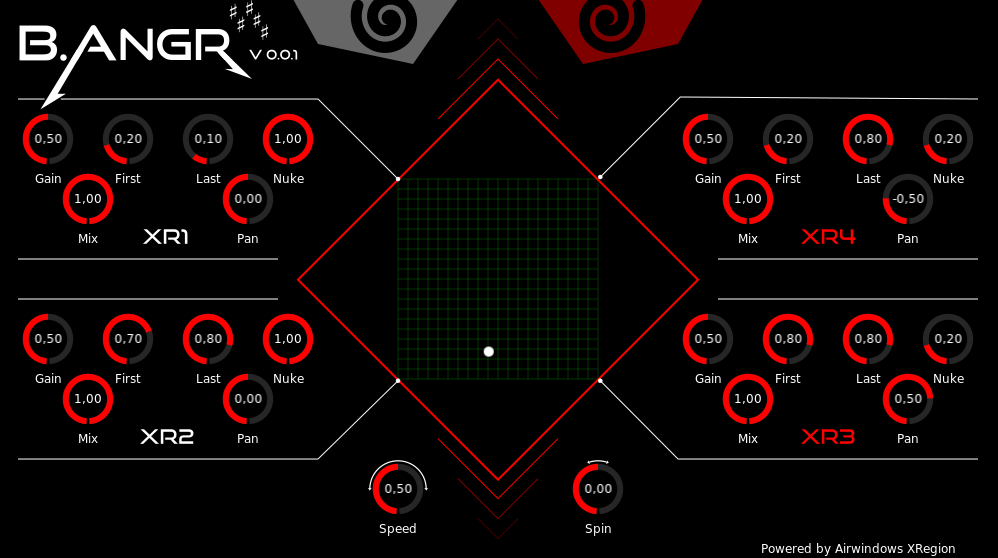 B.ANGR
V 0.0.1
0,50 0,20 0,10 1,00
Gain First Last Nuke
1,00 0,00
Mix XR1 Pan
0,50 0,20 0,80 0,20
Gain First Last Nuke
1,00 -0,50
Mix XR4 Pan
0,50 0,70 0,80 1,00
Gain First Last Nuke
1,00 0,00
Mix XR2 Pan
0,50 0,80 0,80 0,20
Gain First Last Nuke
1,00 0,50
Mix XR3 Pan
0,50 0,00
Speed Spin
Powered by Airwindows XRegion